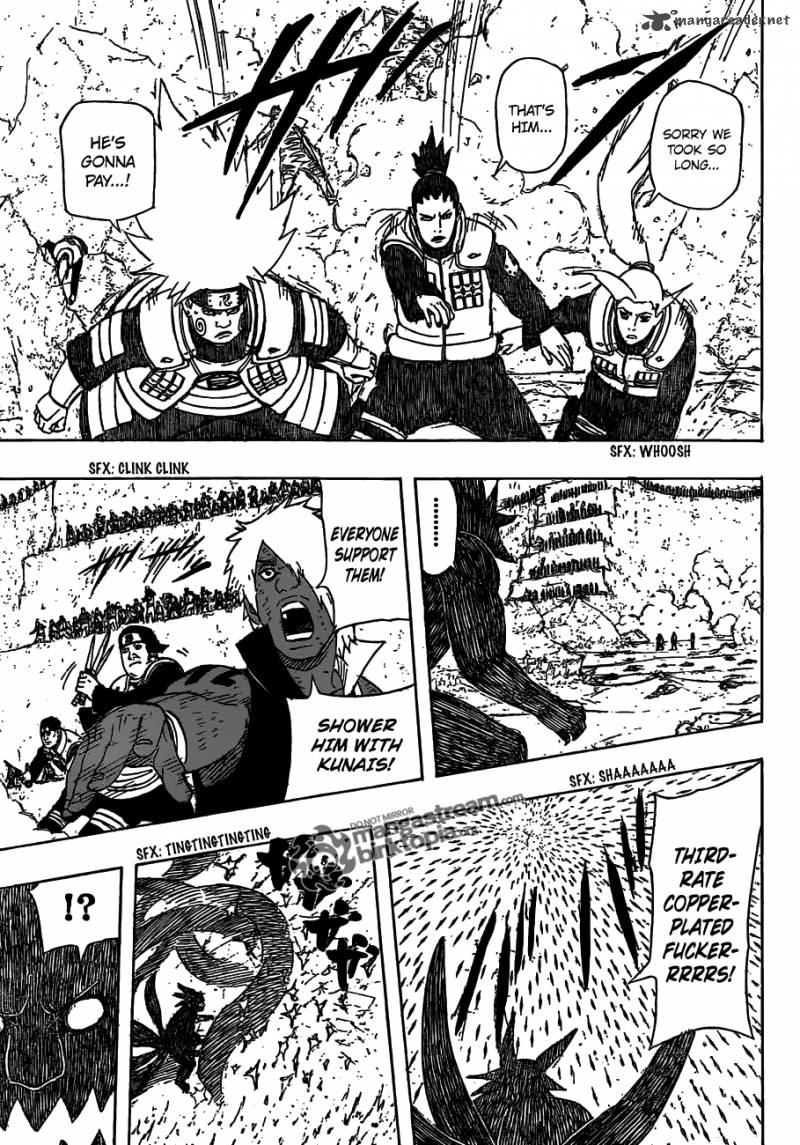 mangareader.net
SORRY WE
TOOK SO
LONG...
THAT'S
HIM...
HE'S
GONNA
PAY...!
SFX: WHOOSH
SFX: CLINK CLINK
.........
EVERYONE
SUPPORT
THEM!
SHOWER
HIM WITH
KUNAIS!
SFX: SHAAAAAAA
THIRD-
RATE
COPPER-
PLATED
FUCKER-
RRRRS!
DO NOT MIRROR
mangastream.com
binktopia
SFX: TINGTINGTINGTING
!?